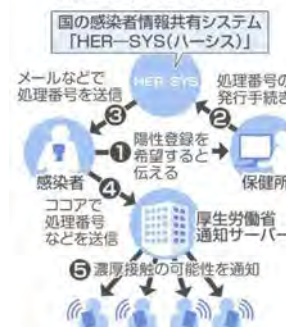 国の感染者情報共有システム
「HER―SYS(ハーシス)」
メールなどで
処理番号を送信
HER-SYS
処理番号の
発行手続き
❸
❷
❶
陽性登録を
希望すると
伝える
感染者
保健所
❹
ココアで
処理番号
などを送信
厚生労働省
通知サーバー
❺濃厚接触の可能性を通知